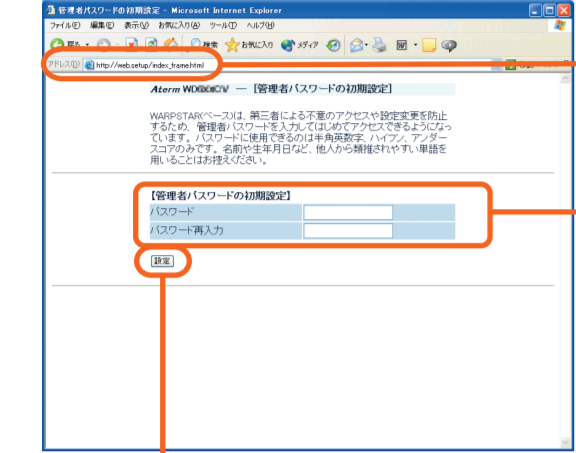 管理者パスワードの初期設定 - Microsoft Internet Explorer
ファイル(F) 編集(E) 表示(V) お気に入り(A) ツール(T) ヘルプ(H)
検索 お気に入り メディア
アドレス(D) http://web.setup/index_frame.html
Aterm — [管理者パスワードの初期設定]
WARPSTAR(ベース)は、第三者による不意のアクセスや設定変更を防止
するため、管理者パスワードを入力してはじめてアクセスできるようになっ
ています。パスワードに使用できるのは半角英数字、ハイフン、アンダー
スコアのみです。名前や生年月日など、他人から類推されやすい単語を
用いることはお控えください。
【管理者パスワードの初期設定】
パスワード
パスワード再入力
設定